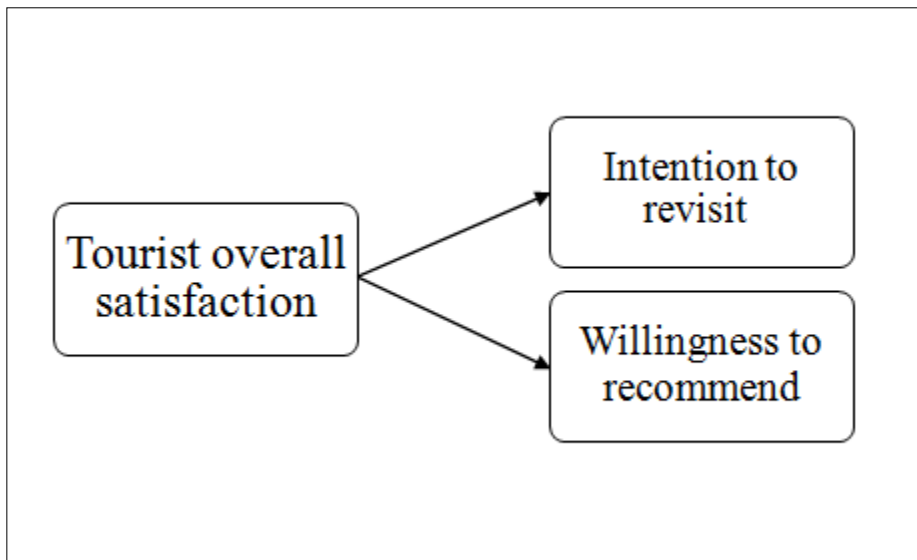 Tourist overall
satisfaction
Intention to
revisit
Willingness to
recommend